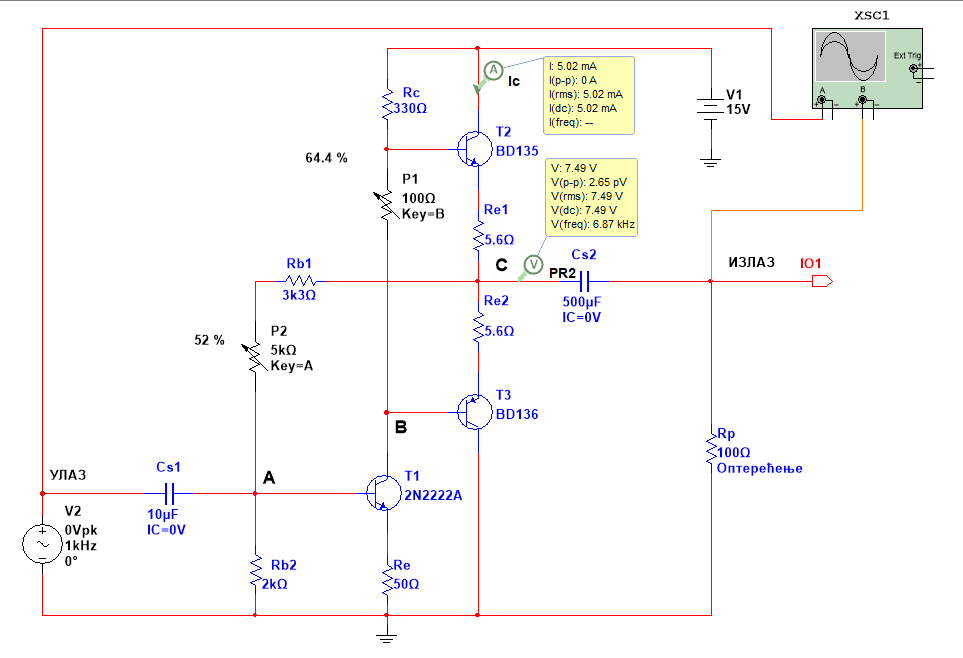 XSC1
Ext Trig
+
A
B
+
−
+
−
I: 5.02 mA
I(p-p): 0 A
I(rms): 5.02 mA
I(dc): 5.02 mA
I(freq): --
A
Ic
Rc
330Ω
V1
15V
T2
BD135
64.4 %
P1
100Ω
Key=B
V: 7.49 V
V(p-p): 2.65 pV
V(rms): 7.49 V
V(dc): 7.49 V
V(freq): 6.87 kHz
Re1
5.6Ω
C
V
PR2
Cs2
500µF
IC=0V
ИЗЛАЗ
IO1
Rb1
3k3Ω
Re2
5.6Ω
52 %
P2
5kΩ
Key=A
T3
BD136
B
Rp
100Ω
Оптерећење
УЛАЗ
Cs1
10µF
IC=0V
A
T1
2N2222A
V2
0Vpk
1kHz
0°
Rb2
2kΩ
Re
50Ω